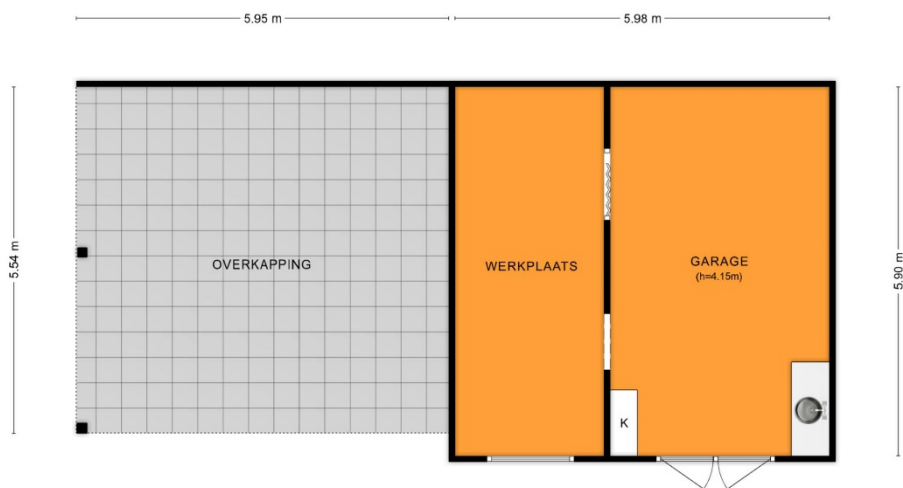 5.95 m
5.98 m
5.54 m
OVERKAPPING
WERKPLAATS
GARAGE
(h=4.15m)
5.90 m
K